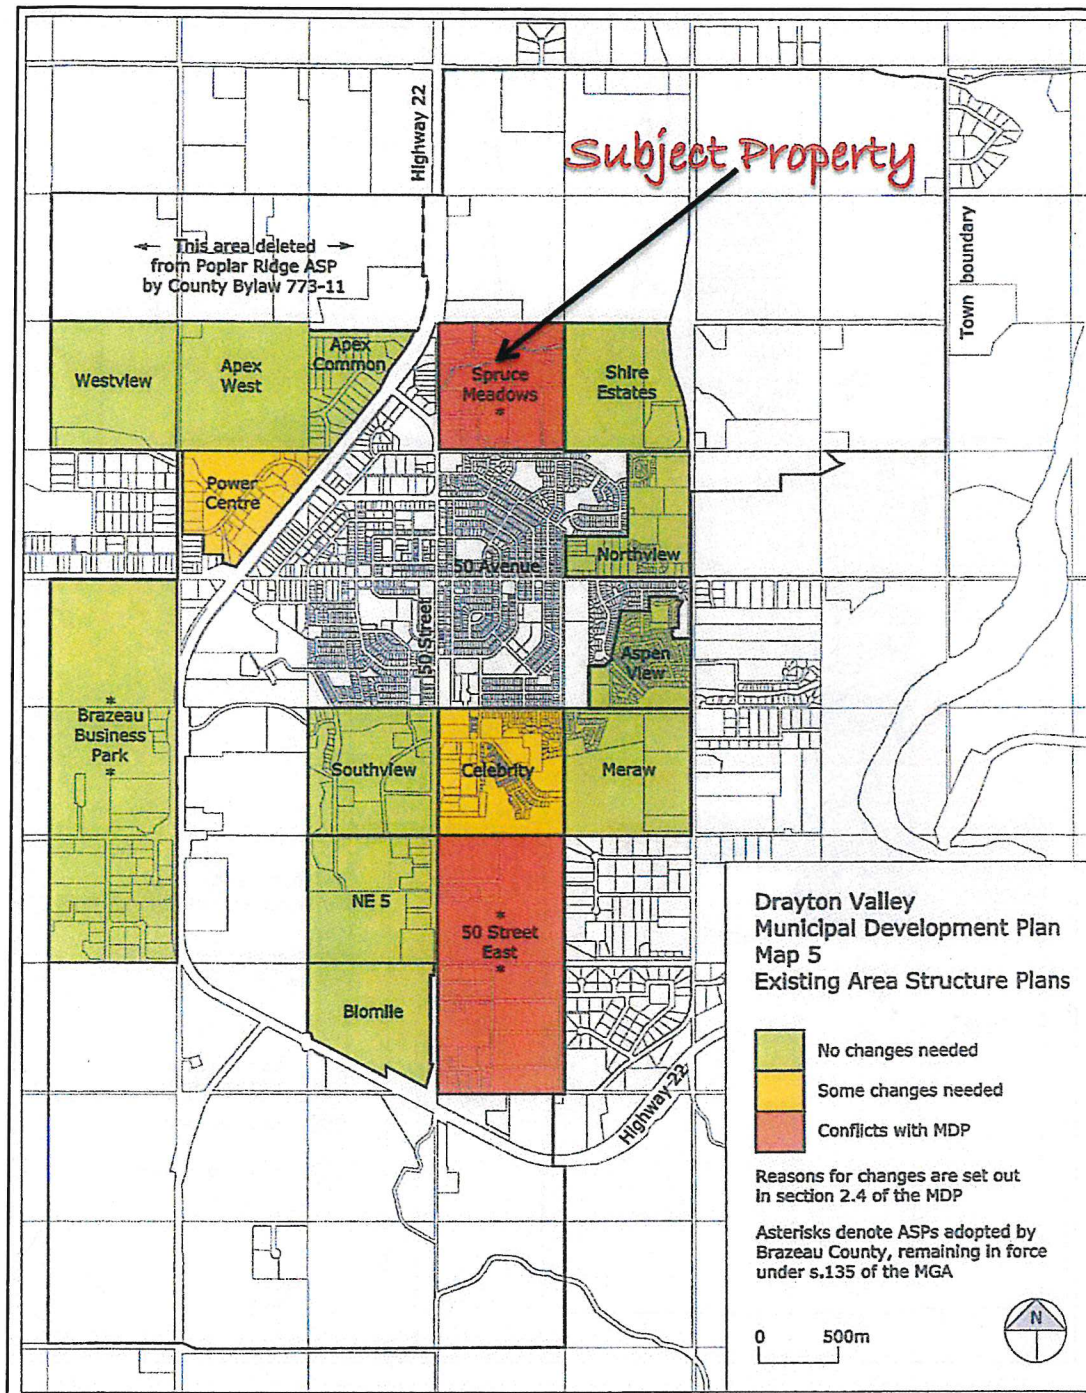 Highway 22
Subject Property
← This area deleted →
from Poplar Ridge ASP
by County Bylaw 773-11
Town boundary
Westview
Apex
West
Apex
Common
Spruce
Meadows
*
Shire
Estates
Power
Centre
50 Avenue
Northview
50 Street
Aspen
View
*
Brazeau
Business
Park
*
Southview
Celebrity
Meraw
NE 5
*
50 Street
East
*
Biomile
Highway 22
Drayton Valley
Municipal Development Plan
Map 5
Existing Area Structure Plans
No changes needed
Some changes needed
Conflicts with MDP
Reasons for changes are set out
in section 2.4 of the MDP
Asterisks denote ASPs adopted by
Brazeau County, remaining in force
under s.135 of the MGA
N
0 500m